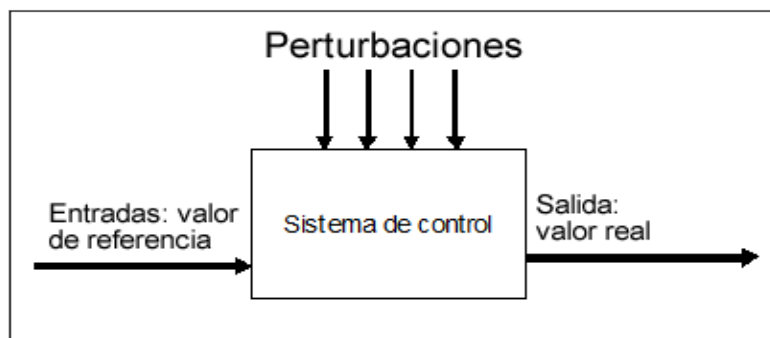 Perturbaciones
Entradas: valor
de referencia
Sistema de control
Salida:
valor real